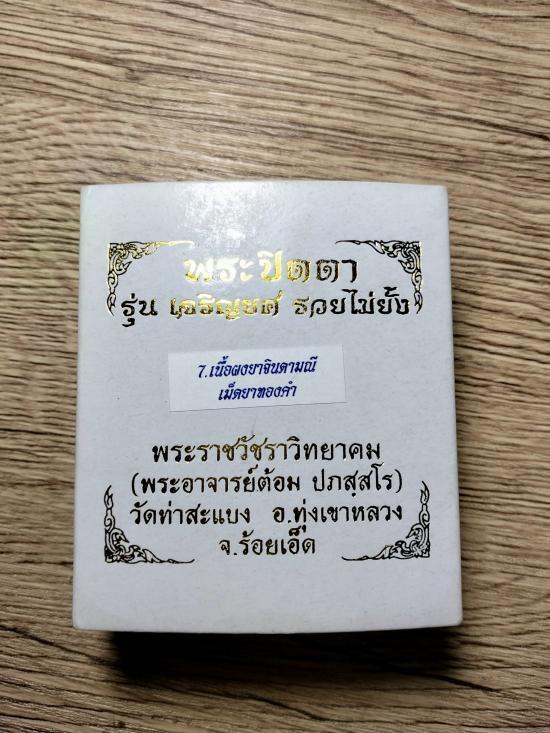 พระปิดตา
รุ่น เจริญยศ รวยไม่ยั้ง
7.เนื้อผงยาจินดามณี
เม็ดยาทองคำ
พระราชวัชราวิทยาคม
(พระอาจารย์ต้อม ปภสฺสโร)
วัดท่าสะแบง อ.ทุ่งเขาหลวง
จ.ร้อยเอ็ด